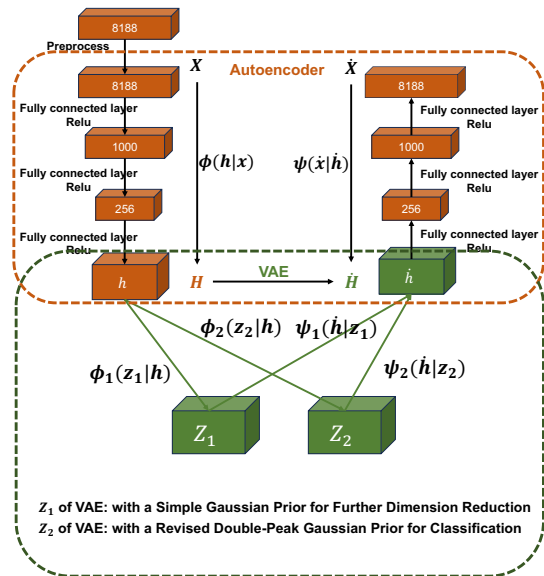 8188
Preprocess
8188
X
Autoencoder
Ẋ
8188
Fully connected layer
Relu
Fully connected layer
Relu
1000
1000
ϕ(h|x)
ψ(ẋ|ḣ)
Fully connected layer
Relu
Fully connected layer
Relu
256
256
Fully connected layer
Relu
Fully connected layer
Relu
h
H
VAE
Ḣ
ḣ
ϕ₂(z₂|h)
ψ₁(ḣ|z₁)
ϕ₁(z₁|h)
ψ₂(ḣ|z₂)
Z₁
Z₂
Z₁ of VAE: with a Simple Gaussian Prior for Further Dimension Reduction
Z₂ of VAE: with a Revised Double-Peak Gaussian Prior for Classification